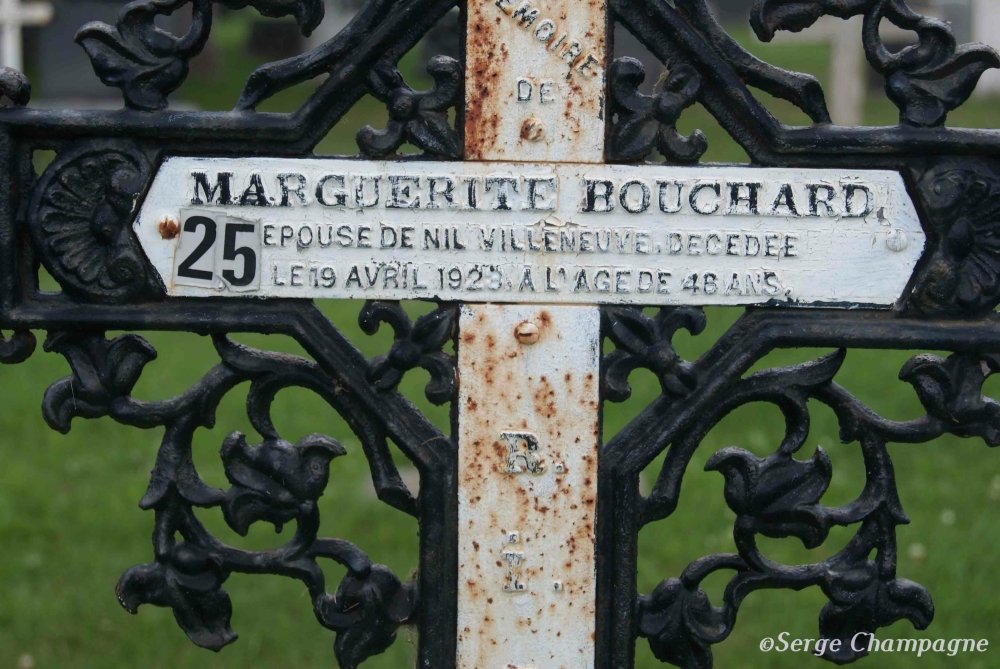 EMOIRE
DE
MARGUERITE BOUCHARD,
25
EPOUSE DE NIL VILLENEUVE, DECEDEE
LE 19 AVRIL 1923, A L'AGE DE 48 ANS.
R.
I.
©Serge Champagne